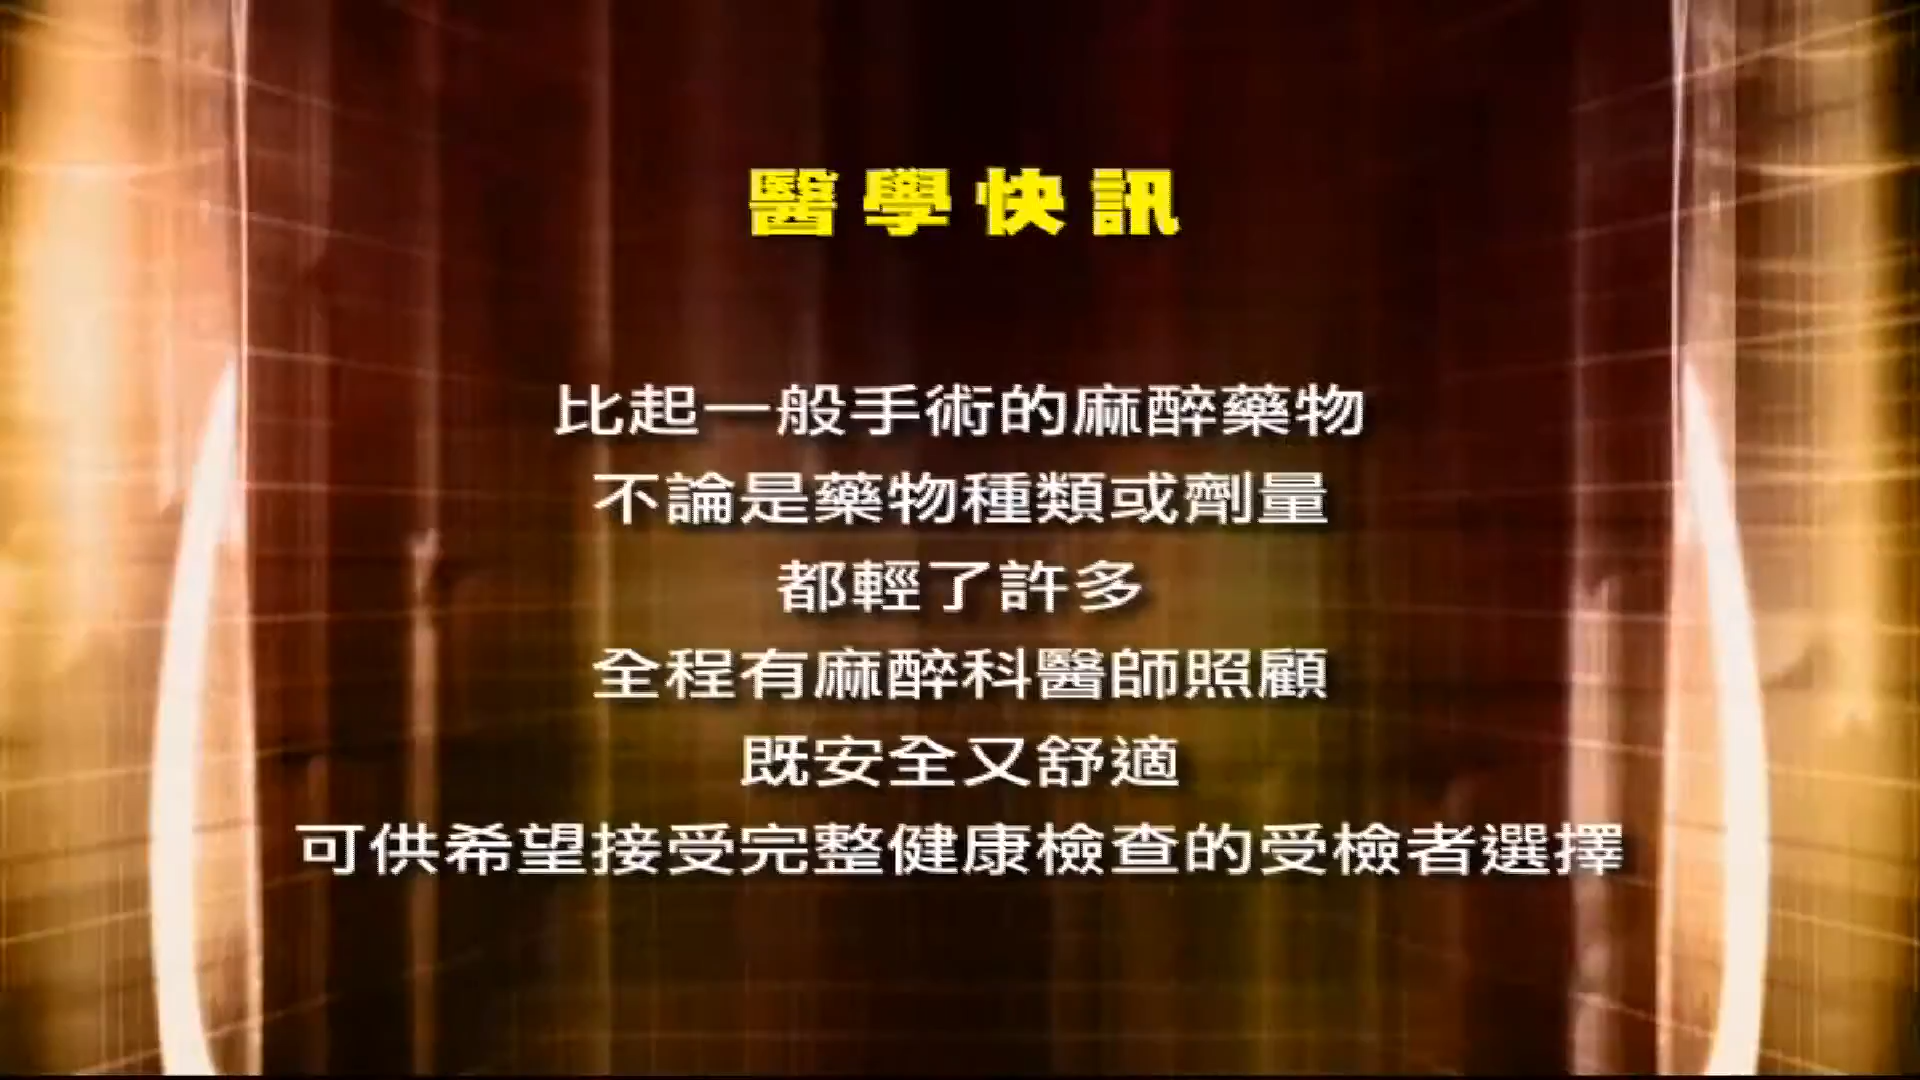 醫學快訊
比起一般手術的麻醉藥物
不論是藥物種類或劑量
都輕了許多
全程有麻醉科醫師照顧
既安全又舒適
可供希望接受完整健康檢查的受檢者選擇